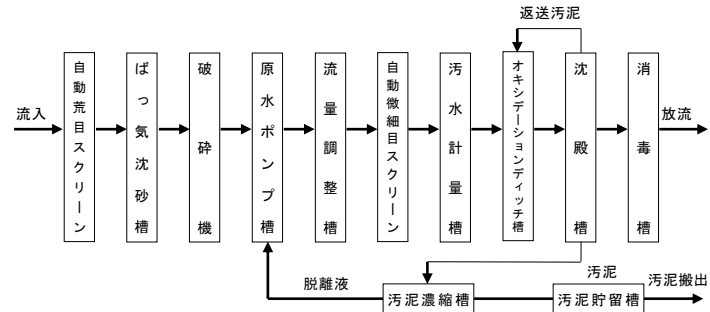 返送汚泥
流入
自動荒目スクリーン
ばっ気沈砂槽
破砕機
原水ポンプ槽
流量調整槽
自動微細目スクリーン
汚水計量槽
オキシデーションディッチ槽
沈殿槽
消毒槽
放流
脱離液
汚泥濃縮槽
汚泥
汚泥貯留槽
汚泥搬出